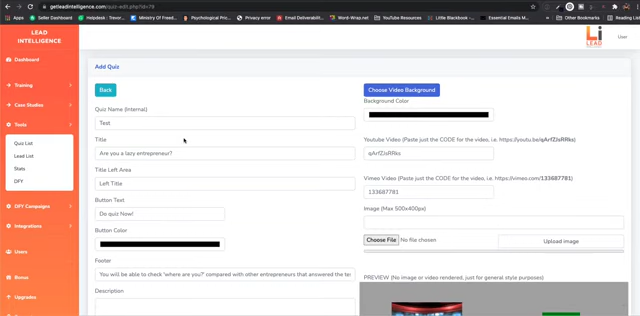 getleadintelligence.com/quiz-edit.php?id=79
Apps
Seller Dashboard
Helpdesk : Trevor...
Ministry Of Freed...
Psychological Pric...
Privacy error
Email Deliverabilit...
Word-Wrap.net
YouTube Resources
Little Blackbook -...
Essential Emails M...
Other Bookmarks
Reading List
LEAD
INTELLIGENCE
Li
LEAD
User
Dashboard
Training
Case Studies
Tools
Quiz List
Lead List
Stats
DFY
DFY Campaigns
Integrations
Users
Bonus
Upgrades
Add Quiz
Back
Quiz Name (Internal)
Test
Title
Are you a lazy entrepreneur?
Title Left Area
Left Title
Button Text
Do quiz Now!
Button Color
Footer
You will be able to check 'where are you?' compared with other entrepreneurs that answered the te
Description
Choose Video Background
Background Color
Youtube Video (Paste just the CODE for the video, i.e. https://youtu.be/qArfZJsRRks)
qArfZJsRRks
Vimeo Video (Paste just the CODE for the video, i.e. https://vimeo.com/133687781)
133687781
Image (Max 500x400px)
Choose File No file chosen
Upload image
PREVIEW (No image or video rendered, just for general style purposes)